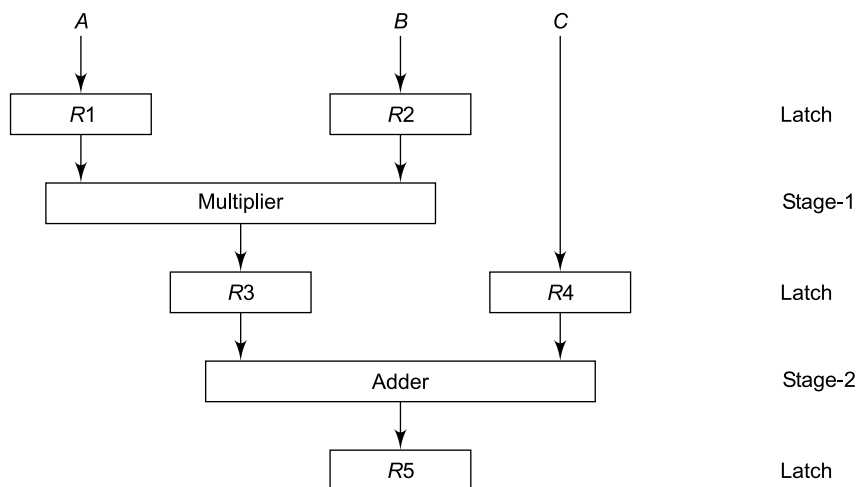 A B C
R1 R2 Latch
Multiplier Stage-1
R3 R4 Latch
Adder Stage-2
R5 Latch